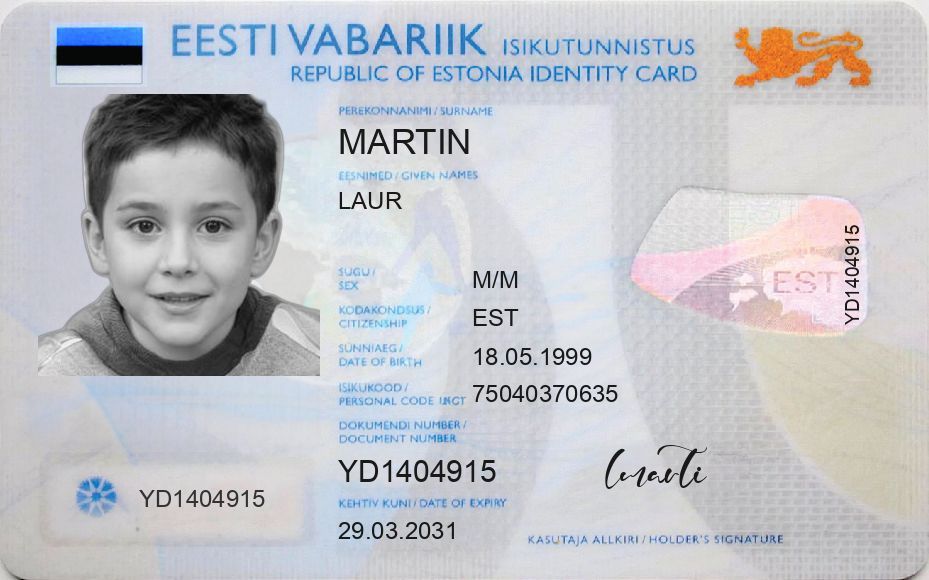 EESTI VABARIIK ISIKUTUNNISTUS
REPUBLIC OF ESTONIA IDENTITY CARD
PEREKONNANIMI / SURNAME
MARTIN
EESNIMED / GIVEN NAMES
LAUR
SUGU /
SEX
M/M
KODAKONDSUS /
CITIZENSHIP
EST
SÜNNIAEG /
DATE OF BIRTH
18.05.1999
ISIKUKOOD /
PERSONAL CODE
75040370635
DOKUMENDI NUMBER /
DOCUMENT NUMBER
YD1404915
KEHTIV KUNI / DATE OF EXPIRY
29.03.2031
YD1404915
EST
YD1404915
KASUTAJA ALLKIRI / HOLDER'S SIGNATURE